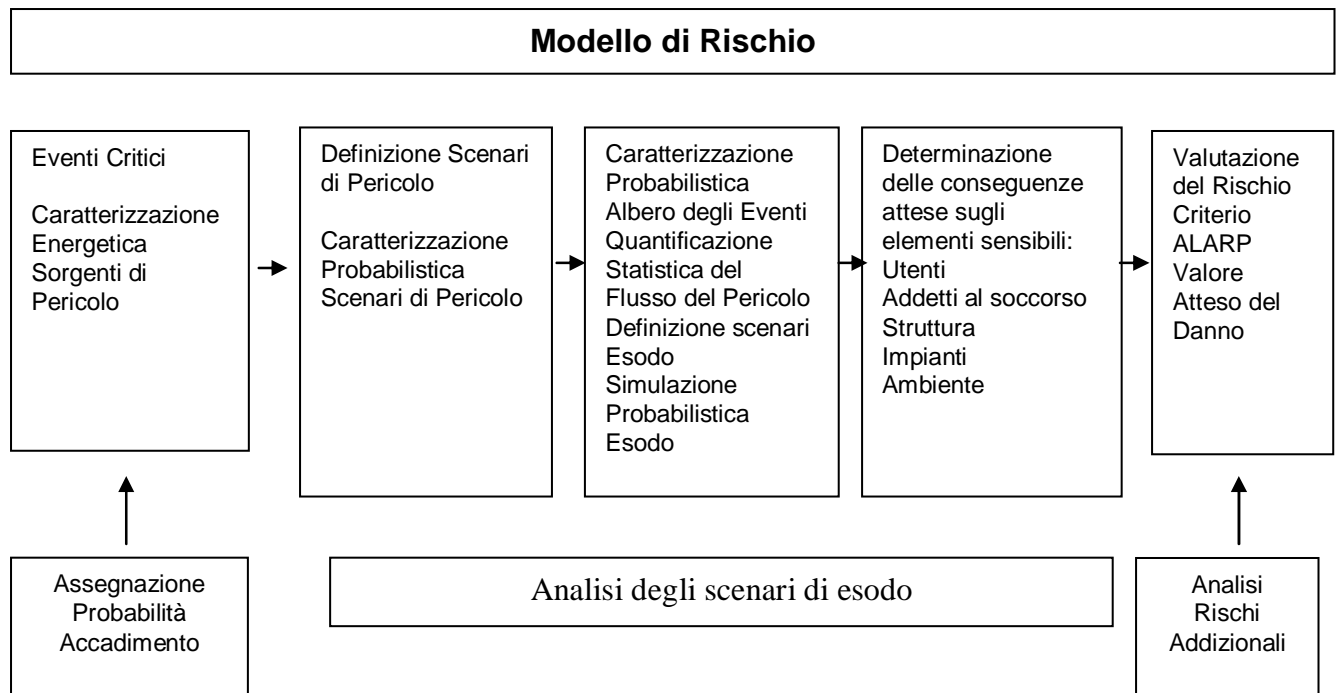 Modello di Rischio
Eventi Critici
Caratterizzazione
Energetica
Sorgenti di
Pericolo
Definizione Scenari
di Pericolo
Caratterizzazione
Probabilistica
Scenari di Pericolo
Caratterizzazione
Probabilistica
Albero degli Eventi
Quantificazione
Statistica del
Flusso del Pericolo
Definizione scenari
Esodo
Simulazione
Probabilistica
Esodo
Determinazione
delle conseguenze
attese sugli
elementi sensibili:
Utenti
Addetti al soccorso
Struttura
Impianti
Ambiente
Valutazione
del Rischio
Criterio
ALARP
Valore
Atteso del
Danno
Assegnazione
Probabilità
Accadimento
Analisi degli scenari di esodo
Analisi
Rischi
Addizionali